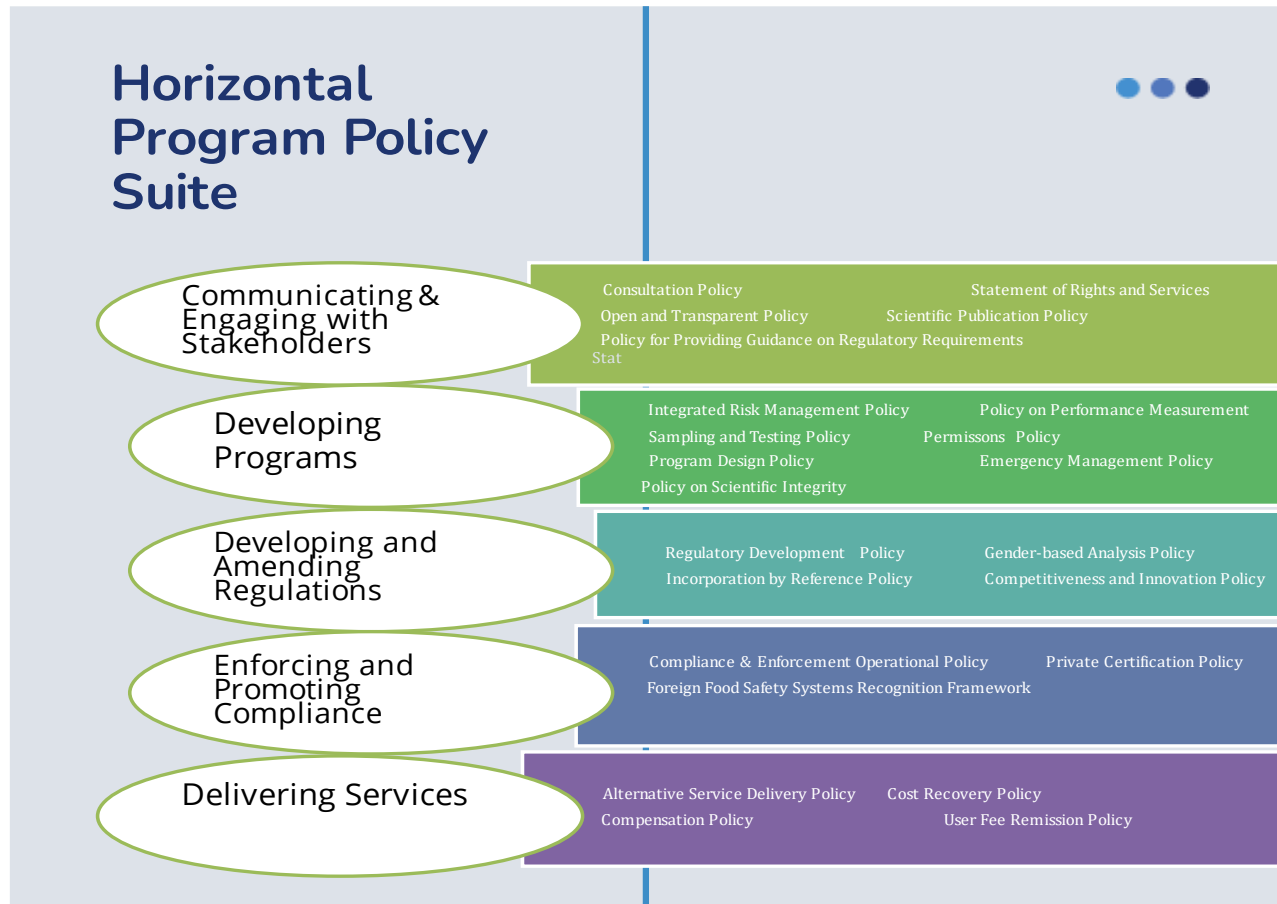 Horizontal
Program Policy
Suite
Communicating &
Engaging with
Stakeholders
Consultation Policy Statement of Rights and Services
Open and Transparent Policy Scientific Publication Policy
Policy for Providing Guidance on Regulatory Requirements
Stat
Developing
Programs
Integrated Risk Management Policy Policy on Performance Measurement
Sampling and Testing Policy Permissons Policy
Program Design Policy Emergency Management Policy
Policy on Scientific Integrity
Developing and
Amending
Regulations
Regulatory Development Policy Gender-based Analysis Policy
Incorporation by Reference Policy Competitiveness and Innovation Policy
Enforcing and
Promoting
Compliance
Compliance & Enforcement Operational Policy Private Certification Policy
Foreign Food Safety Systems Recognition Framework
Delivering Services
Alternative Service Delivery Policy Cost Recovery Policy
Compensation Policy User Fee Remission Policy